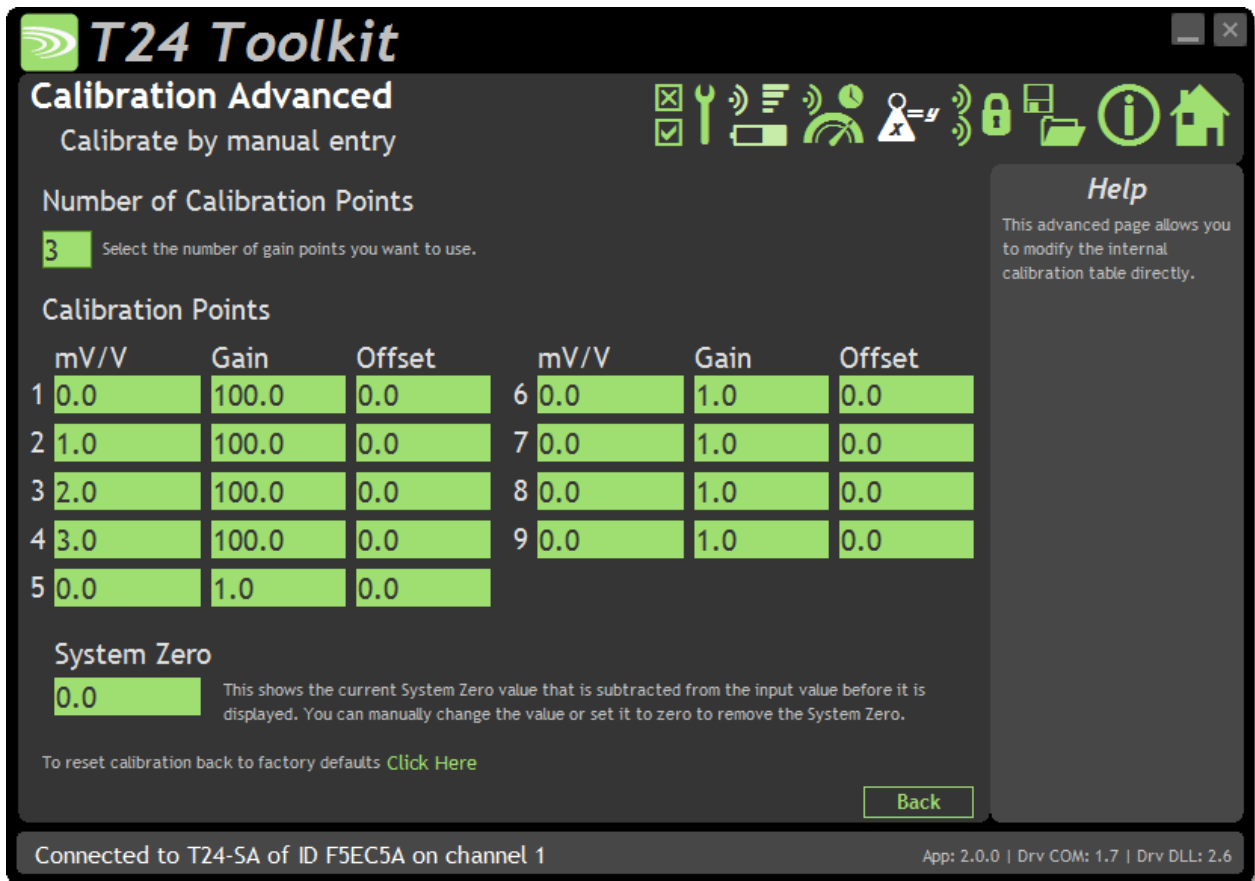 T24 Toolkit
Calibration Advanced
Calibrate by manual entry
x=y
Number of Calibration Points
3 Select the number of gain points you want to use.
Calibration Points
mV/V Gain Offset mV/V Gain Offset
1 0.0 100.0 0.0 6 0.0 1.0 0.0
2 1.0 100.0 0.0 7 0.0 1.0 0.0
3 2.0 100.0 0.0 8 0.0 1.0 0.0
4 3.0 100.0 0.0 9 0.0 1.0 0.0
5 0.0 1.0 0.0
System Zero
0.0
This shows the current System Zero value that is subtracted from the input value before it is
displayed. You can manually change the value or set it to zero to remove the System Zero.
To reset calibration back to factory defaults Click Here
Back
Help
This advanced page allows you
to modify the internal
calibration table directly.
Connected to T24-SA of ID F5EC5A on channel 1
App: 2.0.0 | Drv COM: 1.7 | Drv DLL: 2.6